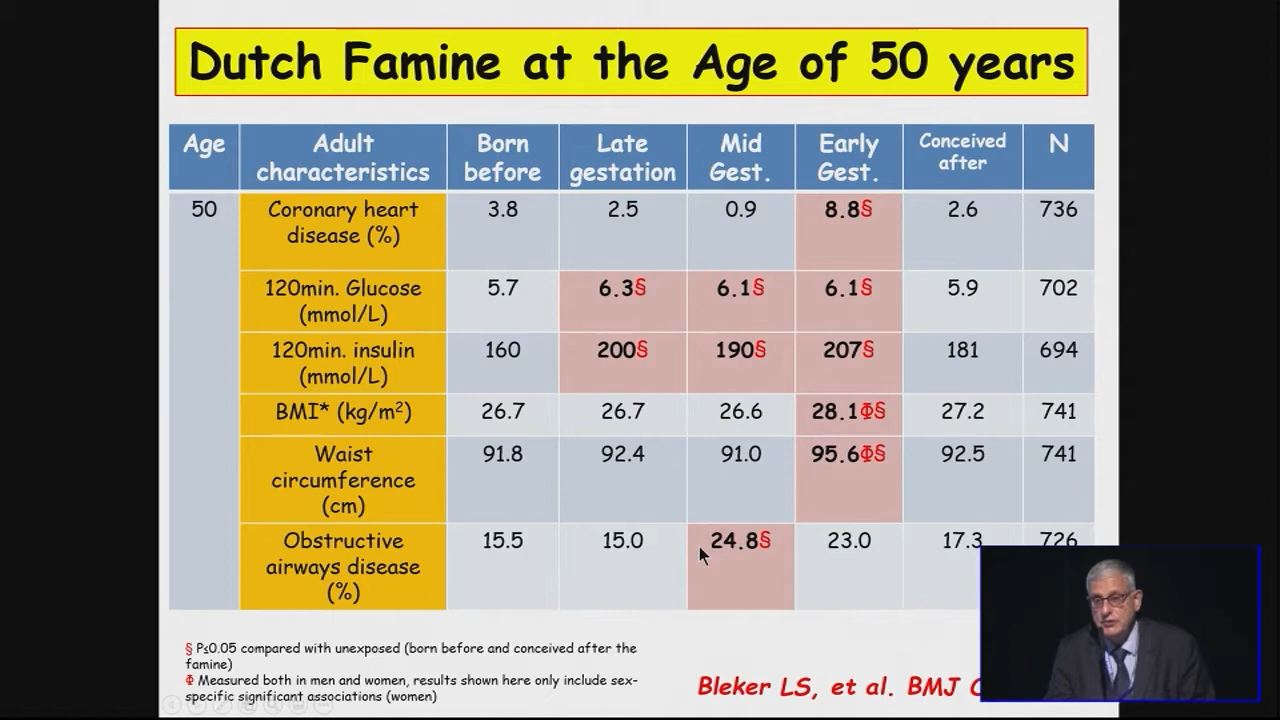 Dutch Famine at the Age of 50 years
Age Adult characteristics Born before Late gestation Mid Gest. Early Gest. Conceived after N
50 Coronary heart disease (%) 3.8 2.5 0.9 8.8§ 2.6 736
120min. Glucose (mmol/L) 5.7 6.3§ 6.1§ 6.1§ 5.9 702
120min. insulin (mmol/L) 160 200§ 190§ 207§ 181 694
BMI* (kg/m²) 26.7 26.7 26.6 28.1Φ§ 27.2 741
Waist circumference (cm) 91.8 92.4 91.0 95.6Φ§ 92.5 741
Obstructive airways disease (%) 15.5 15.0 24.8§ 23.0 17.3 726
§ P≤0.05 compared with unexposed (born before and conceived after the
famine)
Φ Measured both in men and women, results shown here only include sex-
specific significant associations (women)
Bleker LS, et al. BMJ